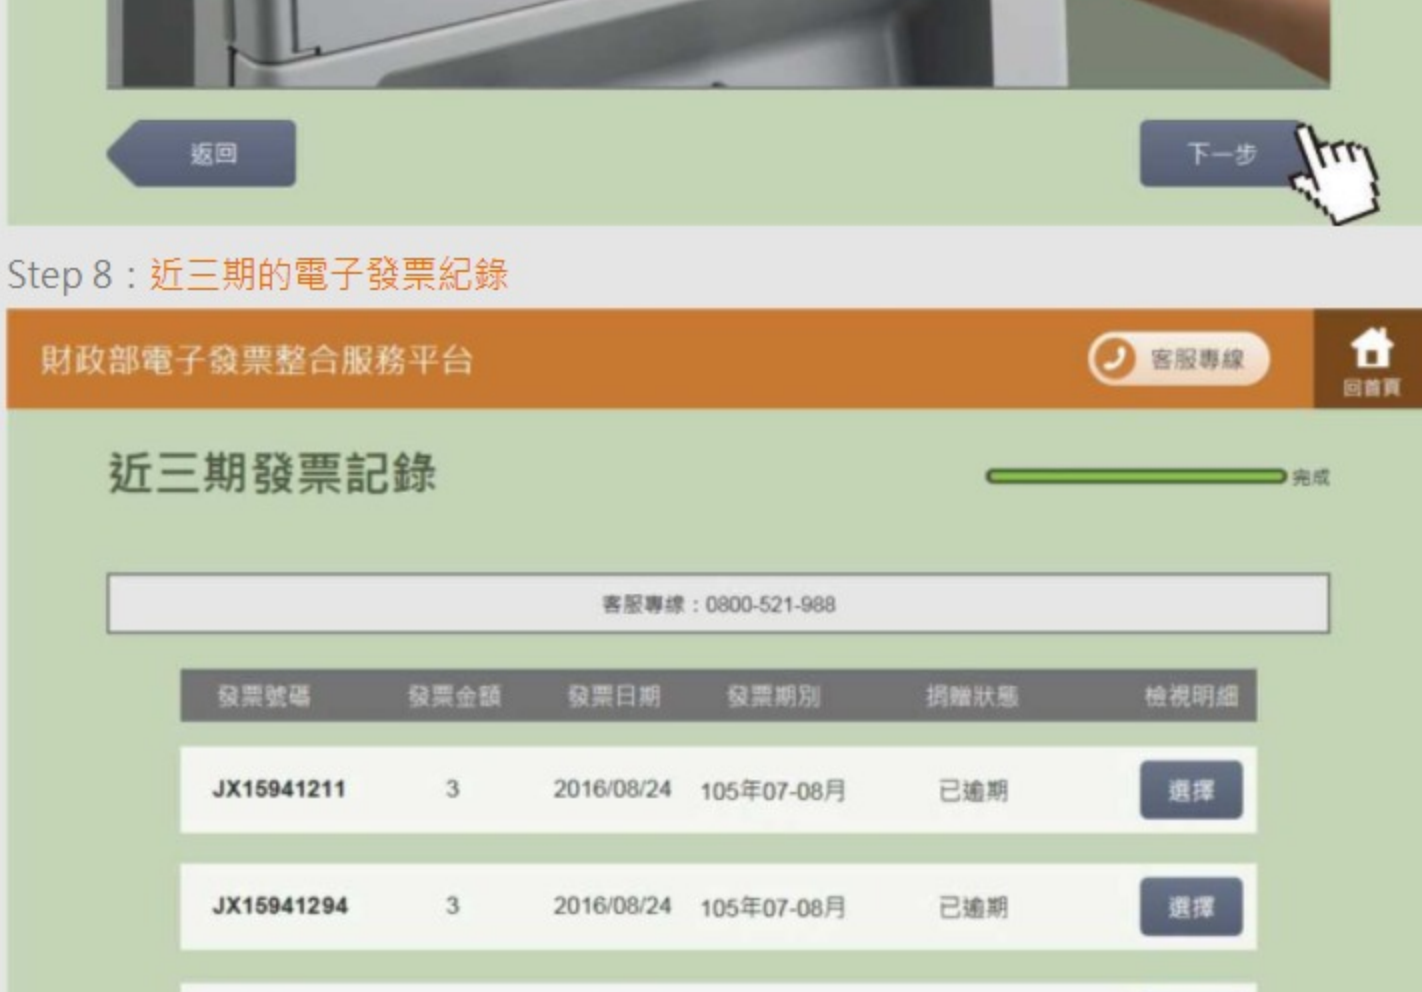 返回
下一步
Step 8：近三期的電子發票紀錄
財政部電子發票整合服務平台
客服專線
回首頁
近三期發票記錄
完成
客服專線：0800-521-988
發票號碼 發票金額 發票日期 發票期別 捐贈狀態 檢視明細
JX15941211 3 2016/08/24 105年07-08月 已逾期 選擇
JX15941294 3 2016/08/24 105年07-08月 已逾期 選擇